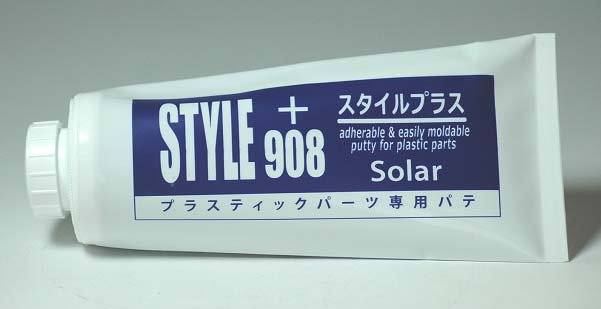 STYLE + 908
スタイルプラス
adherable & easily moldable
putty for plastic parts
Solar
プラスティックパーツ専用パテ